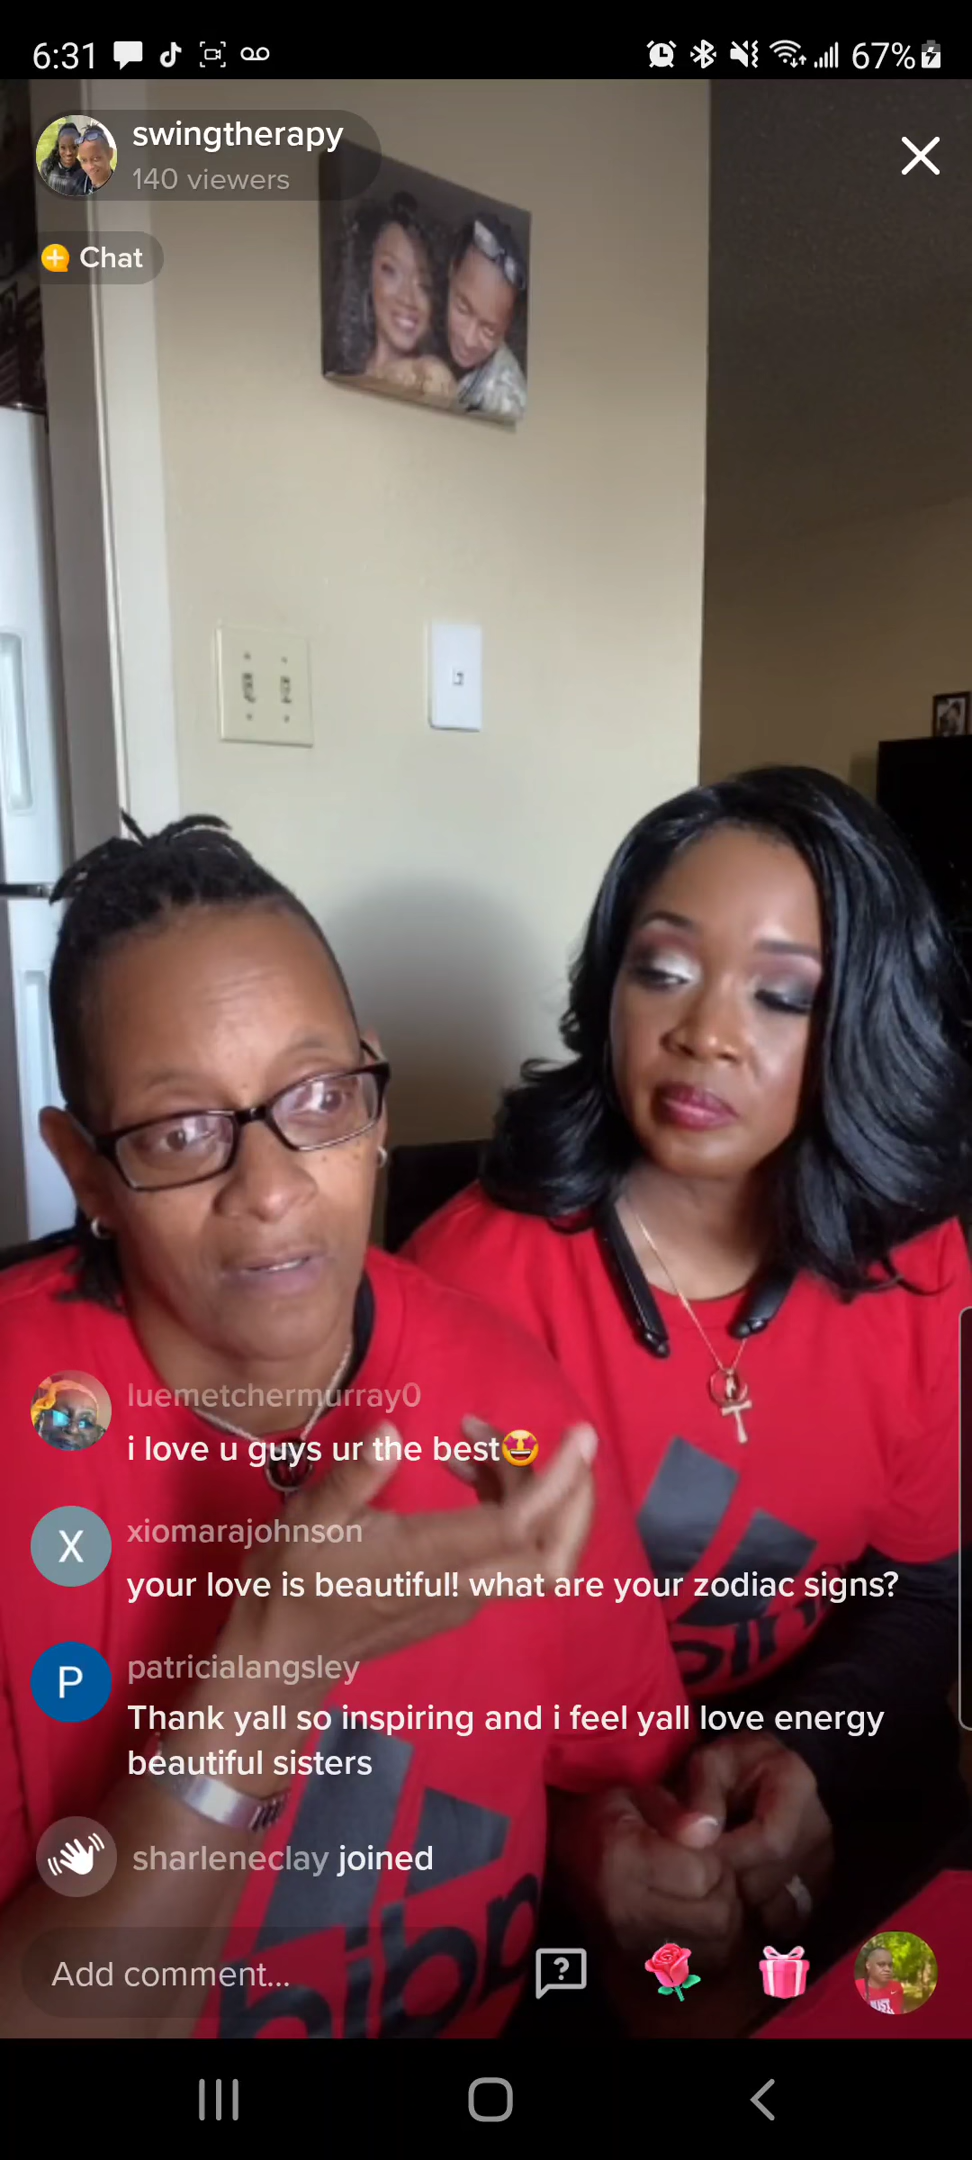 6:31
67%
swingtherapy
140 viewers
Chat
luemetchermurray0
i love u guys ur the best🤩
X
xiomarajohnson
your love is beautiful! what are your zodiac signs?
P
patricialangsley
Thank yall so inspiring and i feel yall love energy
beautiful sisters
sharleneclay joined
Add comment...